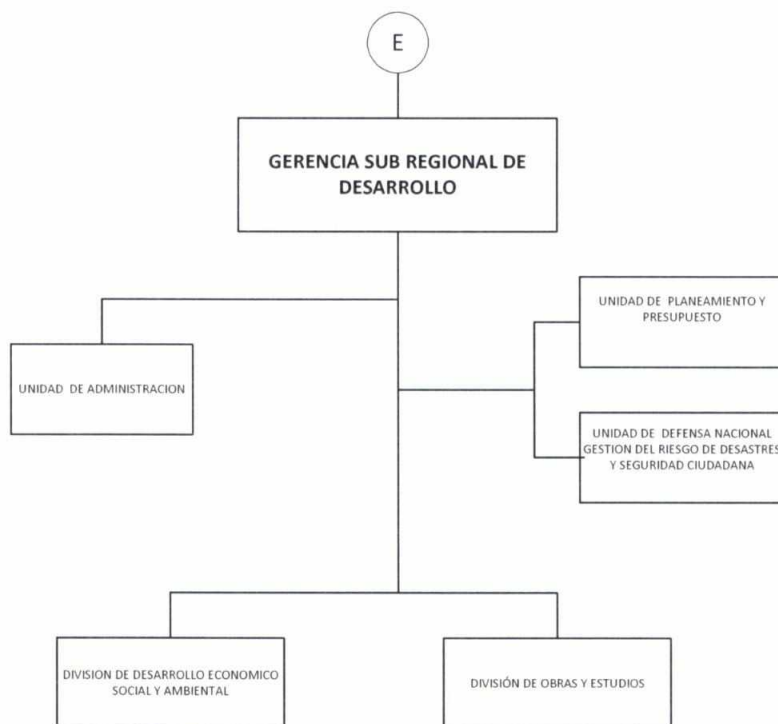 E
GERENCIA SUB REGIONAL DE
DESARROLLO
UNIDAD DE PLANEAMIENTO Y
PRESUPUESTO
UNIDAD DE ADMINISTRACION
UNIDAD DE DEFENSA NACIONAL
GESTION DEL RIESGO DE DESASTRES
Y SEGURIDAD CIUDADANA
DIVISION DE DESARROLLO ECONOMICO
SOCIAL Y AMBIENTAL
DIVISIÓN DE OBRAS Y ESTUDIOS